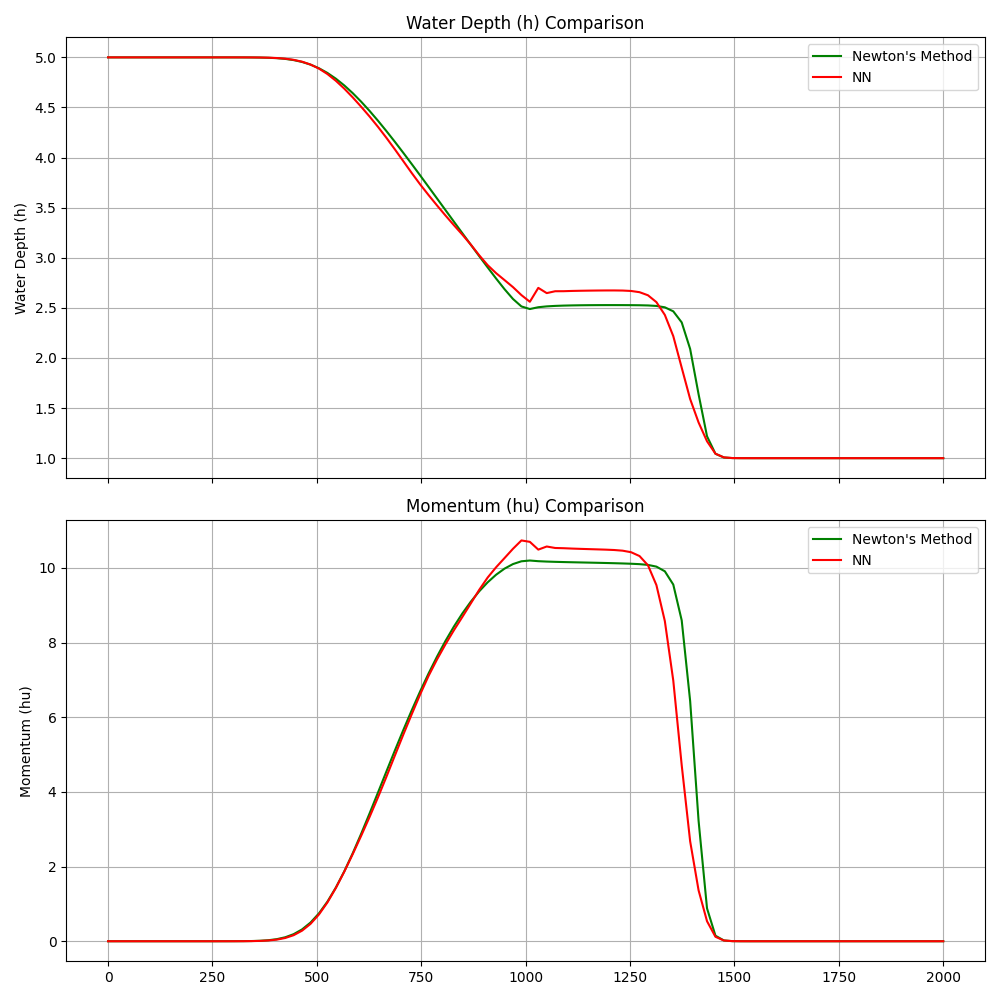 Water Depth (h) Comparison
5.0
4.5
4.0
3.5
3.0
2.5
2.0
1.5
1.0
Water Depth (h)
Newton's Method
NN
Momentum (hu) Comparison
10
8
6
4
2
0
Momentum (hu)
Newton's Method
NN
0 250 500 750 1000 1250 1500 1750 2000